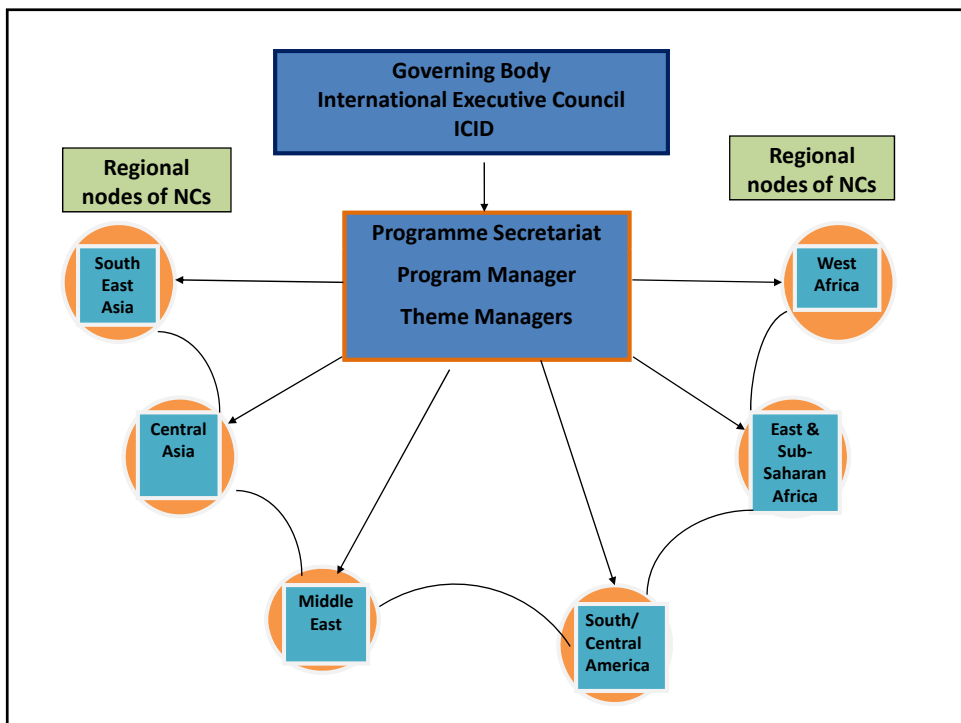 Governing Body
International Executive Council
ICID
Regional
nodes of NCs
Regional
nodes of NCs
Programme Secretariat
Program Manager
Theme Managers
South
East
Asia
West
Africa
Central
Asia
East &
Sub-
Saharan
Africa
Middle
East
South/
Central
America